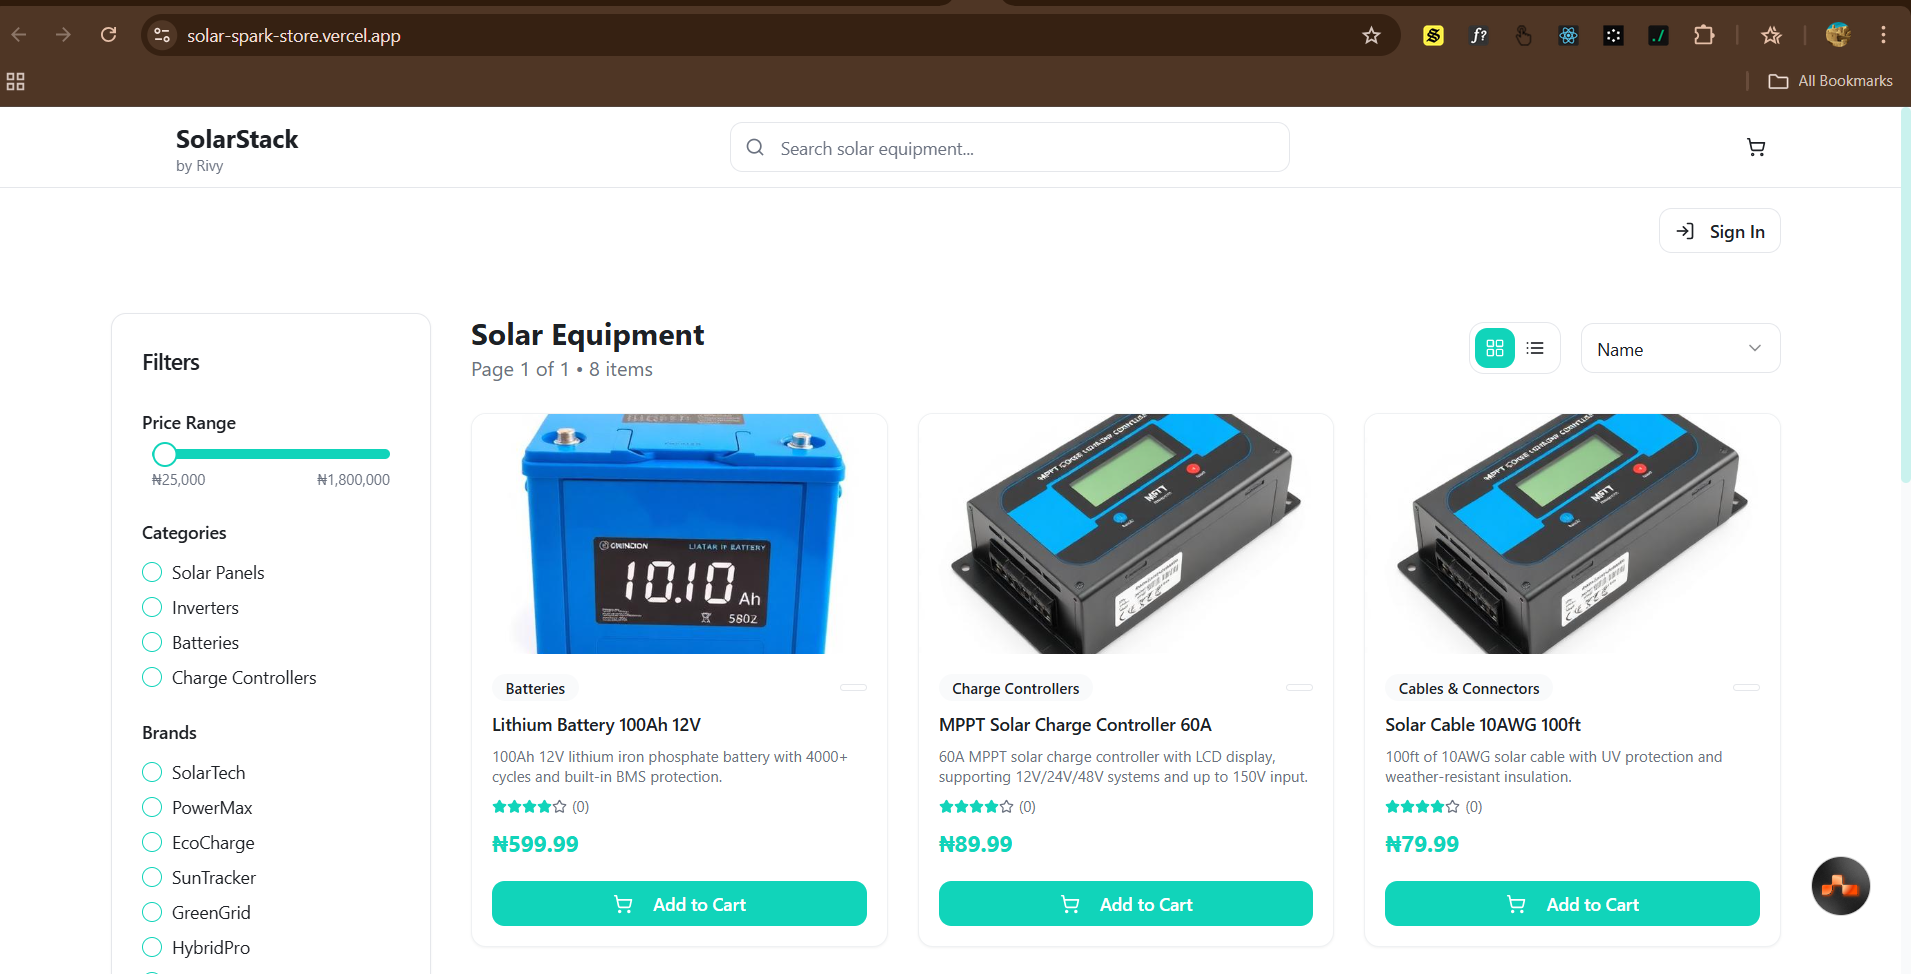 solar-spark-store.vercel.app
All Bookmarks
SolarStack
by Rivy
Search solar equipment...
Sign In
Filters
Price Range
₦25,000 ₦1,800,000
Categories
Solar Panels
Inverters
Batteries
Charge Controllers
Brands
SolarTech
PowerMax
EcoCharge
SunTracker
GreenGrid
HybridPro
Solar Equipment
Page 1 of 1 • 8 items
Name
10.10 Ah
5802
Batteries
Lithium Battery 100Ah 12V
100Ah 12V lithium iron phosphate battery with 4000+
cycles and built-in BMS protection.
(0)
₦599.99
Add to Cart
Charge Controllers
MPPT Solar Charge Controller 60A
60A MPPT solar charge controller with LCD display,
supporting 12V/24V/48V systems and up to 150V input.
(0)
₦89.99
Add to Cart
Cables & Connectors
Solar Cable 10AWG 100ft
100ft of 10AWG solar cable with UV protection and
weather-resistant insulation.
(0)
₦79.99
Add to Cart